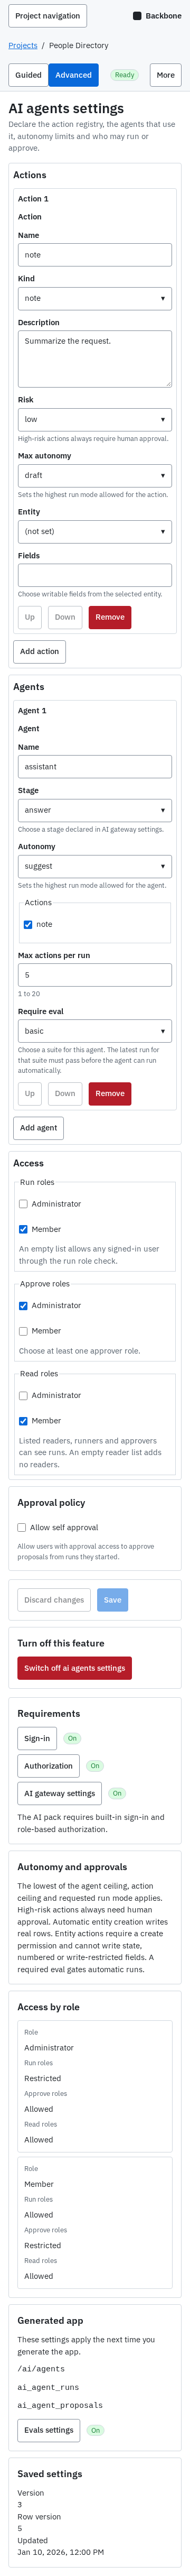 Project navigation
Backbone
Projects / People Directory
Guided
Advanced
Ready
More
AI agents settings
Declare the action registry, the agents that use
it, autonomy limits and who may run or
approve.
Actions
Action 1
Action
Name
note
Kind
note
Description
Summarize the request.
Risk
low
High-risk actions always require human approval.
Max autonomy
draft
Sets the highest run mode allowed for the action.
Entity
(not set)
Fields
Choose writable fields from the selected entity.
Up
Down
Remove
Add action
Agents
Agent 1
Agent
Name
assistant
Stage
answer
Choose a stage declared in AI gateway settings.
Autonomy
suggest
Sets the highest run mode allowed for the agent.
Actions
note
Max actions per run
5
1 to 20
Require eval
basic
Choose a suite for this agent. The latest run for
that suite must pass before the agent can run
automatically.
Up
Down
Remove
Add agent
Access
Run roles
Administrator
Member
An empty list allows any signed-in user
through the run role check.
Approve roles
Administrator
Member
Choose at least one approver role.
Read roles
Administrator
Member
Listed readers, runners and approvers
can see runs. An empty reader list adds
no readers.
Approval policy
Allow self approval
Allow users with approval access to approve
proposals from runs they started.
Discard changes
Save
Turn off this feature
Switch off ai agents settings
Requirements
Sign-in
On
Authorization
On
AI gateway settings
On
The AI pack requires built-in sign-in and
role-based authorization.
Autonomy and approvals
The lowest of the agent ceiling, action
ceiling and requested run mode applies.
High-risk actions always need human
approval. Automatic entity creation writes
real rows. Entity actions require a create
permission and cannot write state,
numbered or write-restricted fields. A
required eval gates automatic runs.
Access by role
Role
Administrator
Run roles
Restricted
Approve roles
Allowed
Read roles
Allowed
Role
Member
Run roles
Allowed
Approve roles
Restricted
Read roles
Allowed
Generated app
These settings apply the next time you
generate the app.
/ai/agents
ai_agent_runs
ai_agent_proposals
Evals settings
On
Saved settings
Version
3
Row version
5
Updated
Jan 10, 2026, 12:00 PM